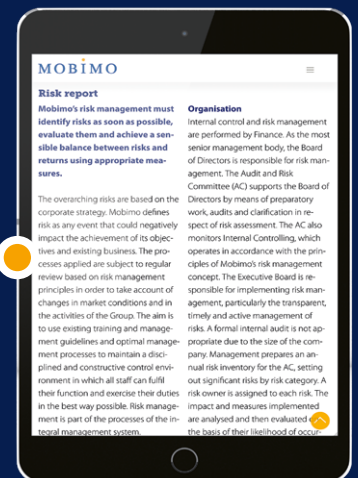 MOBIMO
Risk report
Mobimo's risk management must
identify risks as soon as possible,
evaluate them and achieve a sen-
sible balance between risks and
returns using appropriate mea-
sures.
The overarching risks are based on the
corporate strategy. Mobimo defines
risk as any event that could negatively
impact the achievement of its objec-
tives and existing business. The pro-
cesses applied are subject to regular
review based on risk management
principles in order to take account of
changes in market conditions and in
the activities of the Group. The aim is
to use existing training and manage-
ment guidelines and optimal manage-
ment processes to maintain a disci-
plined and constructive control envi-
ronment in which all staff can fulfil
their function and exercise their duties
in the best way possible. Risk manage-
ment is part of the processes of the in-
tegral management system.
Organisation
Internal control and risk management
are performed by Finance. As the most
senior management body, the Board
of Directors is responsible for risk man-
agement. The Audit and Risk
Committee (AC) supports the Board of
Directors by means of preparatory
work, audits and clarification in re-
spect of risk assessment. The AC also
monitors Internal Controlling, which
operates in accordance with the prin-
ciples of Mobimo's risk management
concept. The Executive Board is re-
sponsible for implementing risk man-
agement, particularly the transparent,
timely and active management of
risks. A formal internal audit is not ap-
propriate due to the size of the com-
pany. Management prepares an an-
nual risk inventory for the AC, setting
out significant risks by risk category. A
risk owner is assigned to each risk. The
impact and measures implemented
are analysed and then evaluated
the basis of their likelihood of occur-